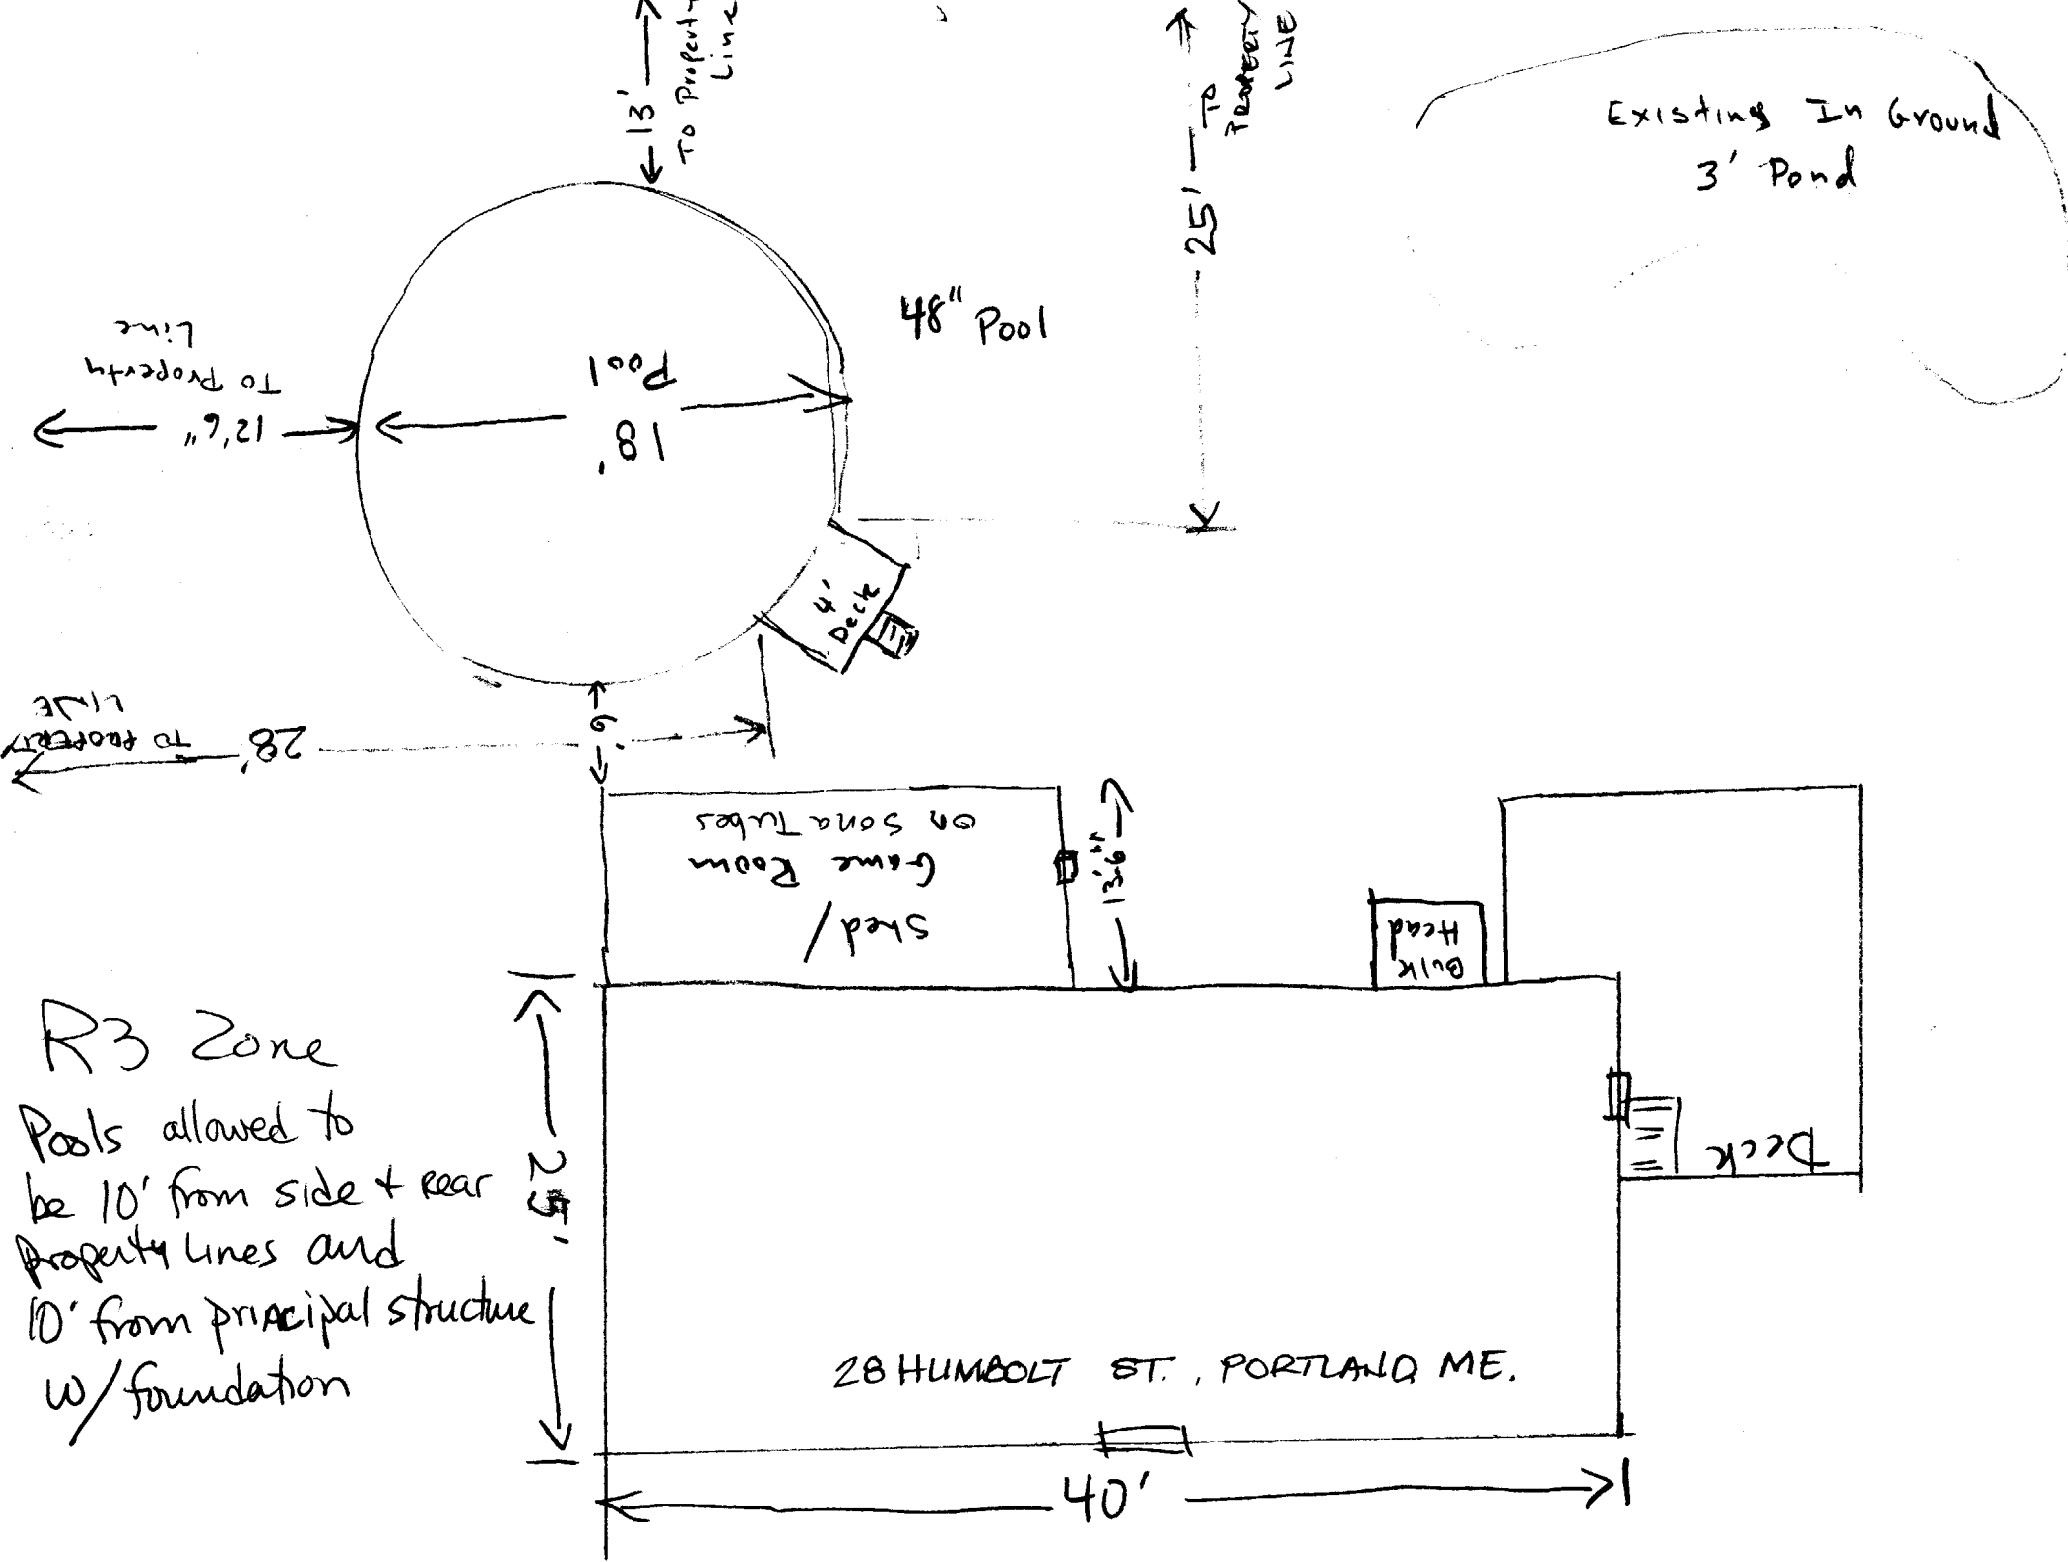 13'
To Property
Line
25'
TO
PROPERTY
LINE
Existing In Ground
3' Pond
48" Pool
To Property
Line
12'6"
18'
Pool
4'
Deck
28' TO PROPERTY
LINE
Shed/
Game Room
on Sona Tubes
13'6"
Bulk
Head
Deck
R3 Zone
Pools allowed to
be 10' from side + rear
property lines and
10' from principal structure
w/foundation
25'
28 HUMBOLT ST., PORTLAND ME.
40'